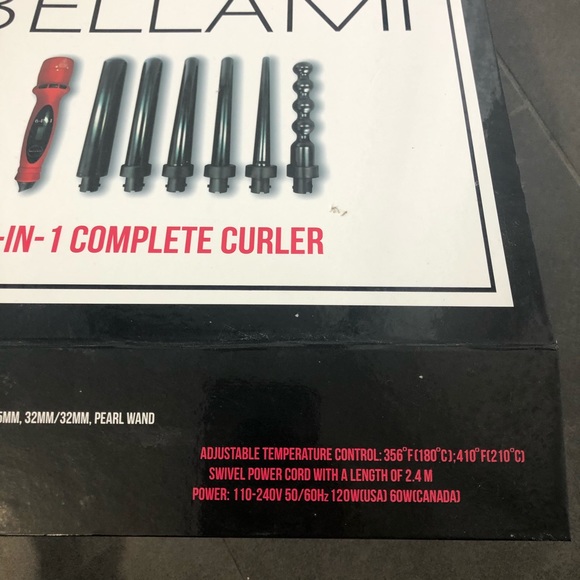 BELLAMI
-IN-1 COMPLETE CURLER
5MM, 32MM/32MM, PEARL WAND
ADJUSTABLE TEMPERATURE CONTROL: 356°F(180°C);410°F(210°C)
SWIVEL POWER CORD WITH A LENGTH OF 2.4 M
POWER: 110-240V 50/60Hz 120W(USA) 60W(CANADA)